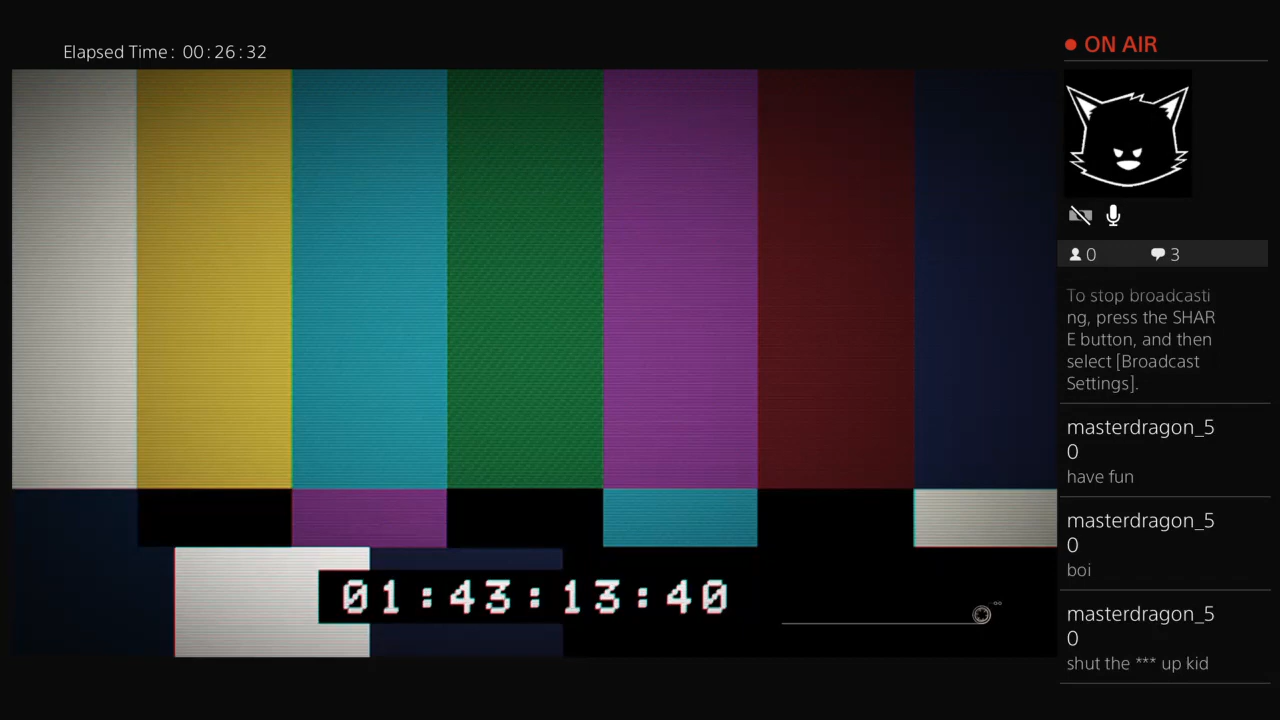 Elapsed Time: 00:26:32
ON AIR
0 3
To stop broadcasti
ng, press the SHAR
E button, and then
select [Broadcast
Settings].
masterdragon_5
0
have fun
masterdragon_5
0
boi
masterdragon_5
0
shut the *** up kid
01:43:13:40